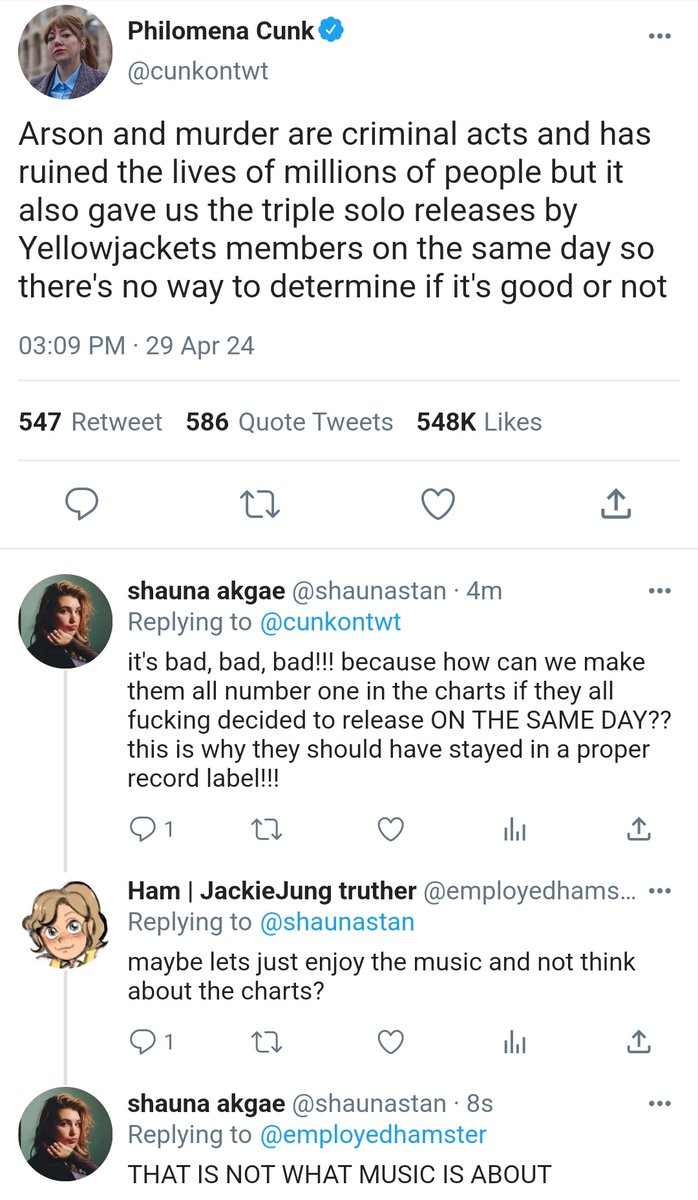 Philomena Cunk
@cunkontwt
Arson and murder are criminal acts and has
ruined the lives of millions of people but it
also gave us the triple solo releases by
Yellowjackets members on the same day so
there's no way to determine if it's good or not
03:09 PM · 29 Apr 24
547 Retweet 586 Quote Tweets 548K Likes
shauna akgae @shaunastan · 4m
Replying to @cunkontwt
it's bad, bad, bad!!! because how can we make
them all number one in the charts if they all
fucking decided to release ON THE SAME DAY??
this is why they should have stayed in a proper
record label!!!
1
Ham | JackieJung truther @employedhams...
Replying to @shaunastan
maybe lets just enjoy the music and not think
about the charts?
1
shauna akgae @shaunastan · 8s
Replying to @employedhamster
THAT IS NOT WHAT MUSIC IS ABOUT